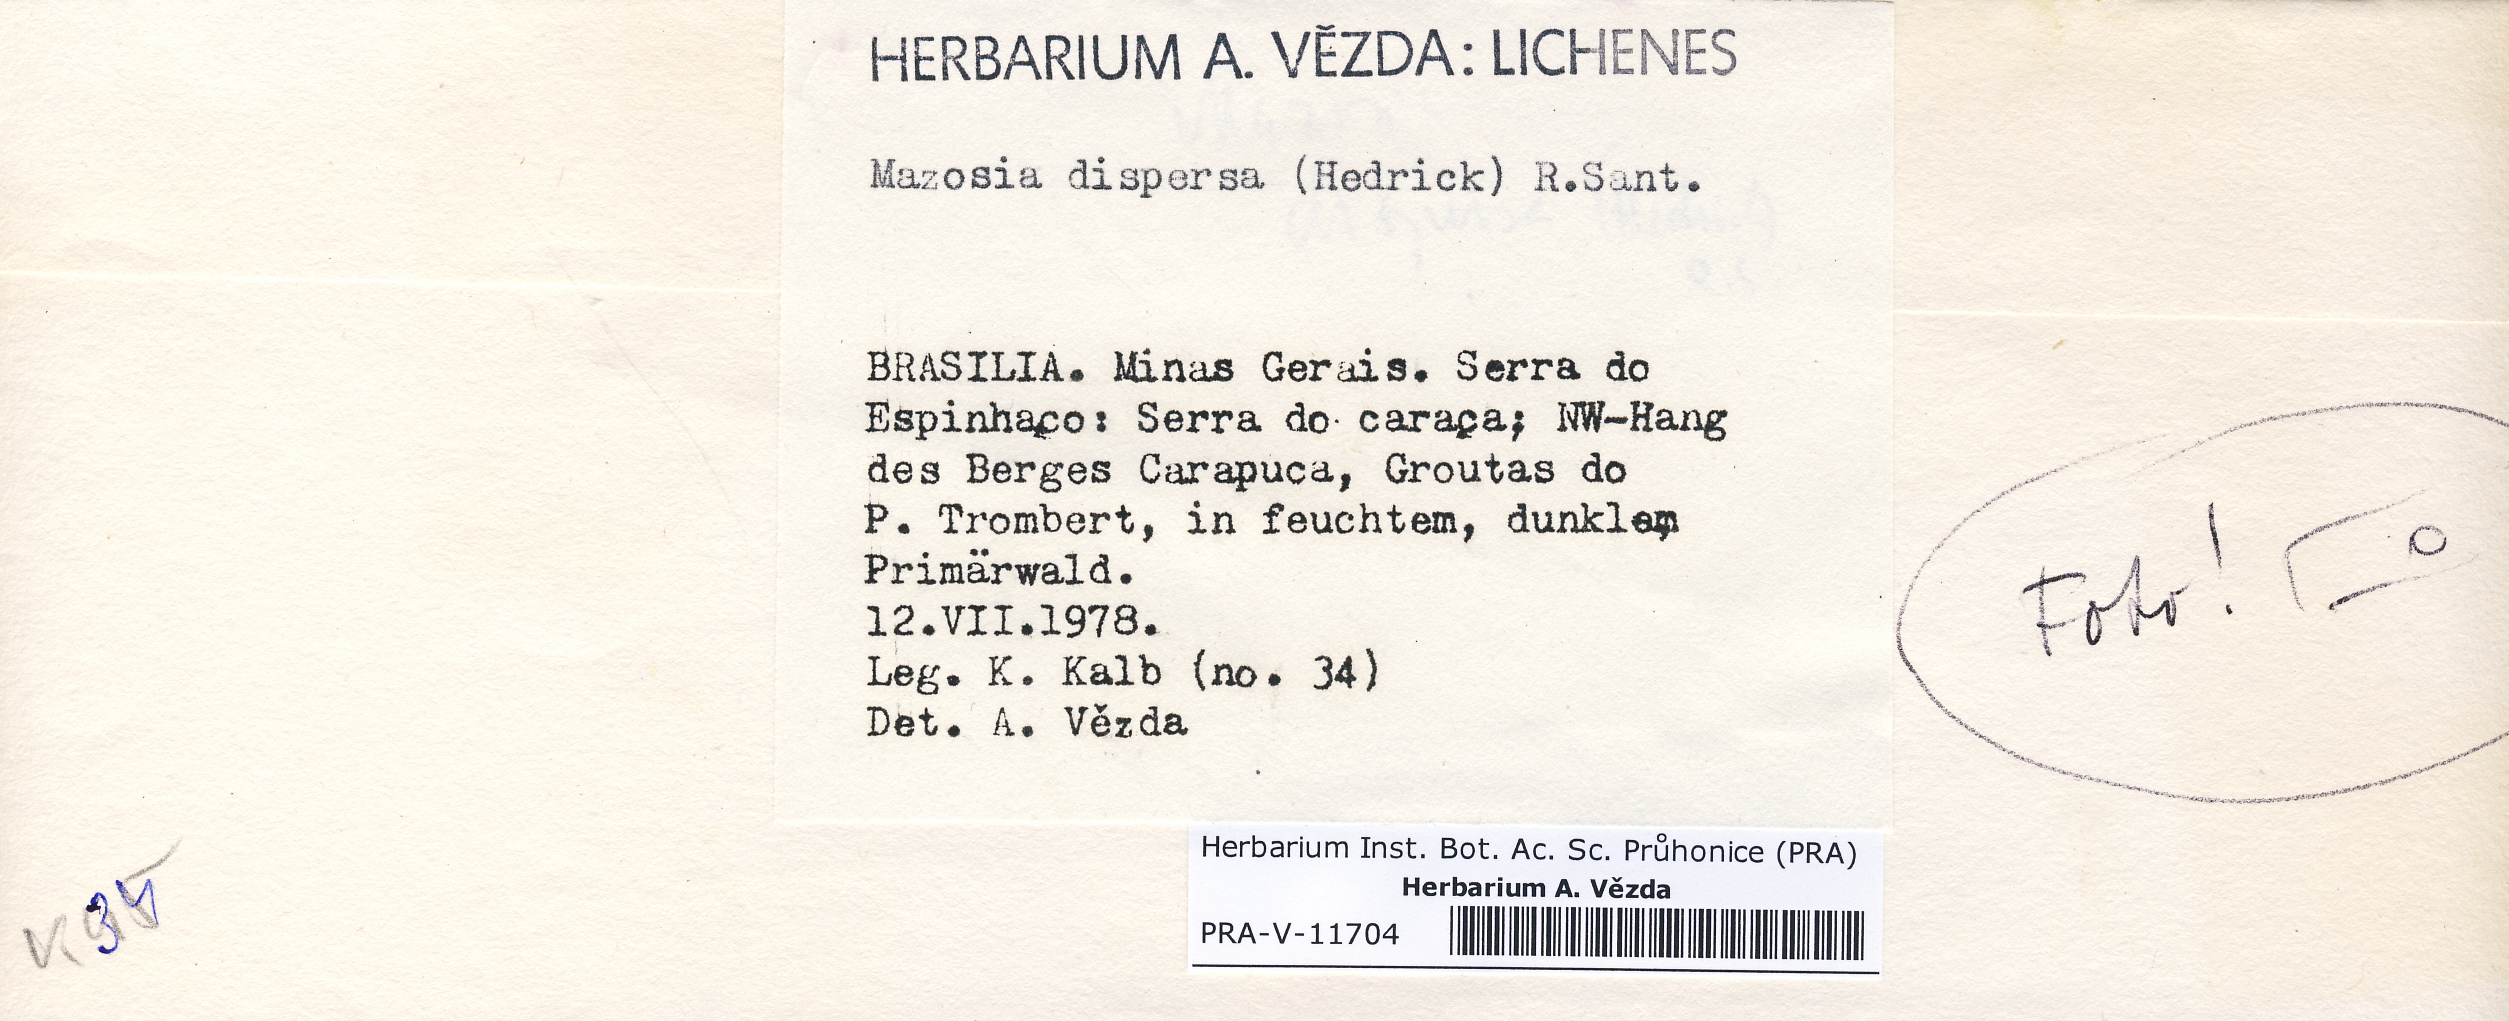 HERBARIUM A. VĚZDA: LICHENES
Mazosia dispersa (Hedrick) R.Sant.
BRASILIA. Minas Gerais. Serra do
Espinhaço: Serra do caraça; NW-Hang
des Berges Carapuca, Groutas do
P. Trombert, in feuchtem, dunklem
Primärwald.
12.VII.1978.
Leg. K. Kalb (no. 34)
Det. A. Vězda
Foto!
34
Herbarium Inst. Bot. Ac. Sc. Průhonice (PRA)
Herbarium A. Vězda
PRA-V-11704